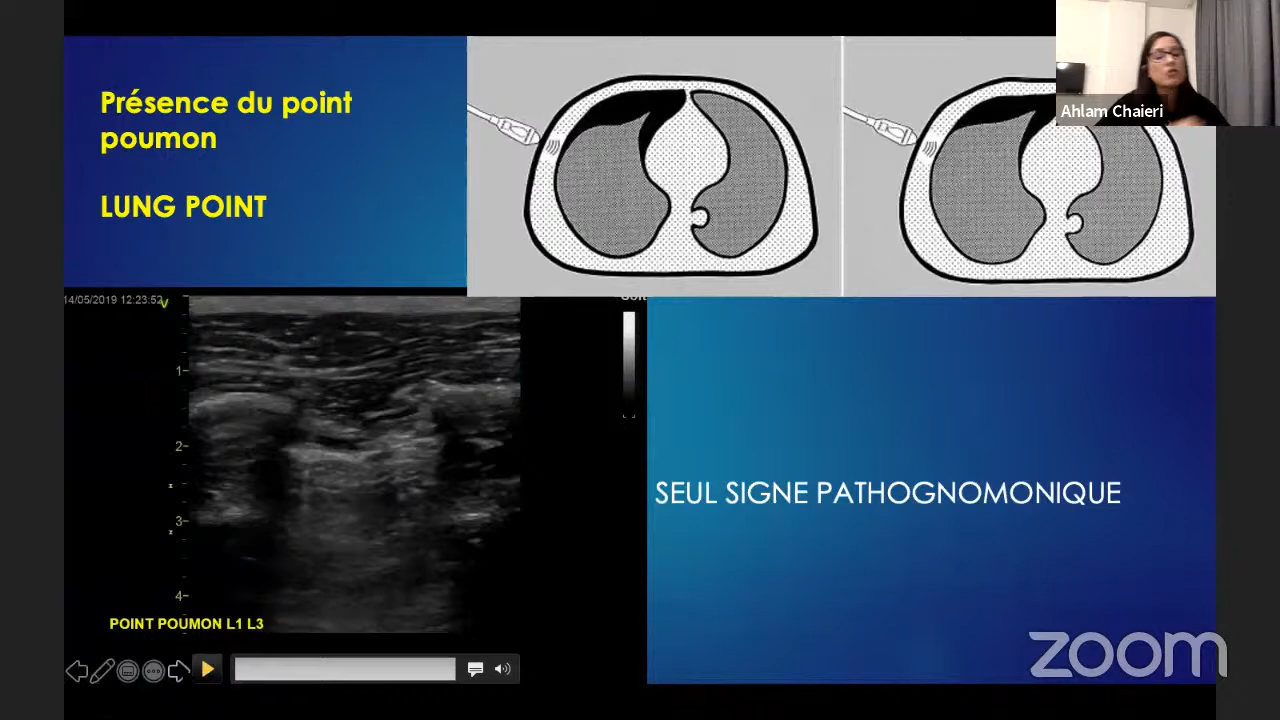 Présence du point
poumon
LUNG POINT
Ahlam Chaieri
14/05/2019 12:23:52
V
1
2
3
4
POINT POUMON L1 L3
SEUL SIGNE PATHOGNOMONIQUE
zoom